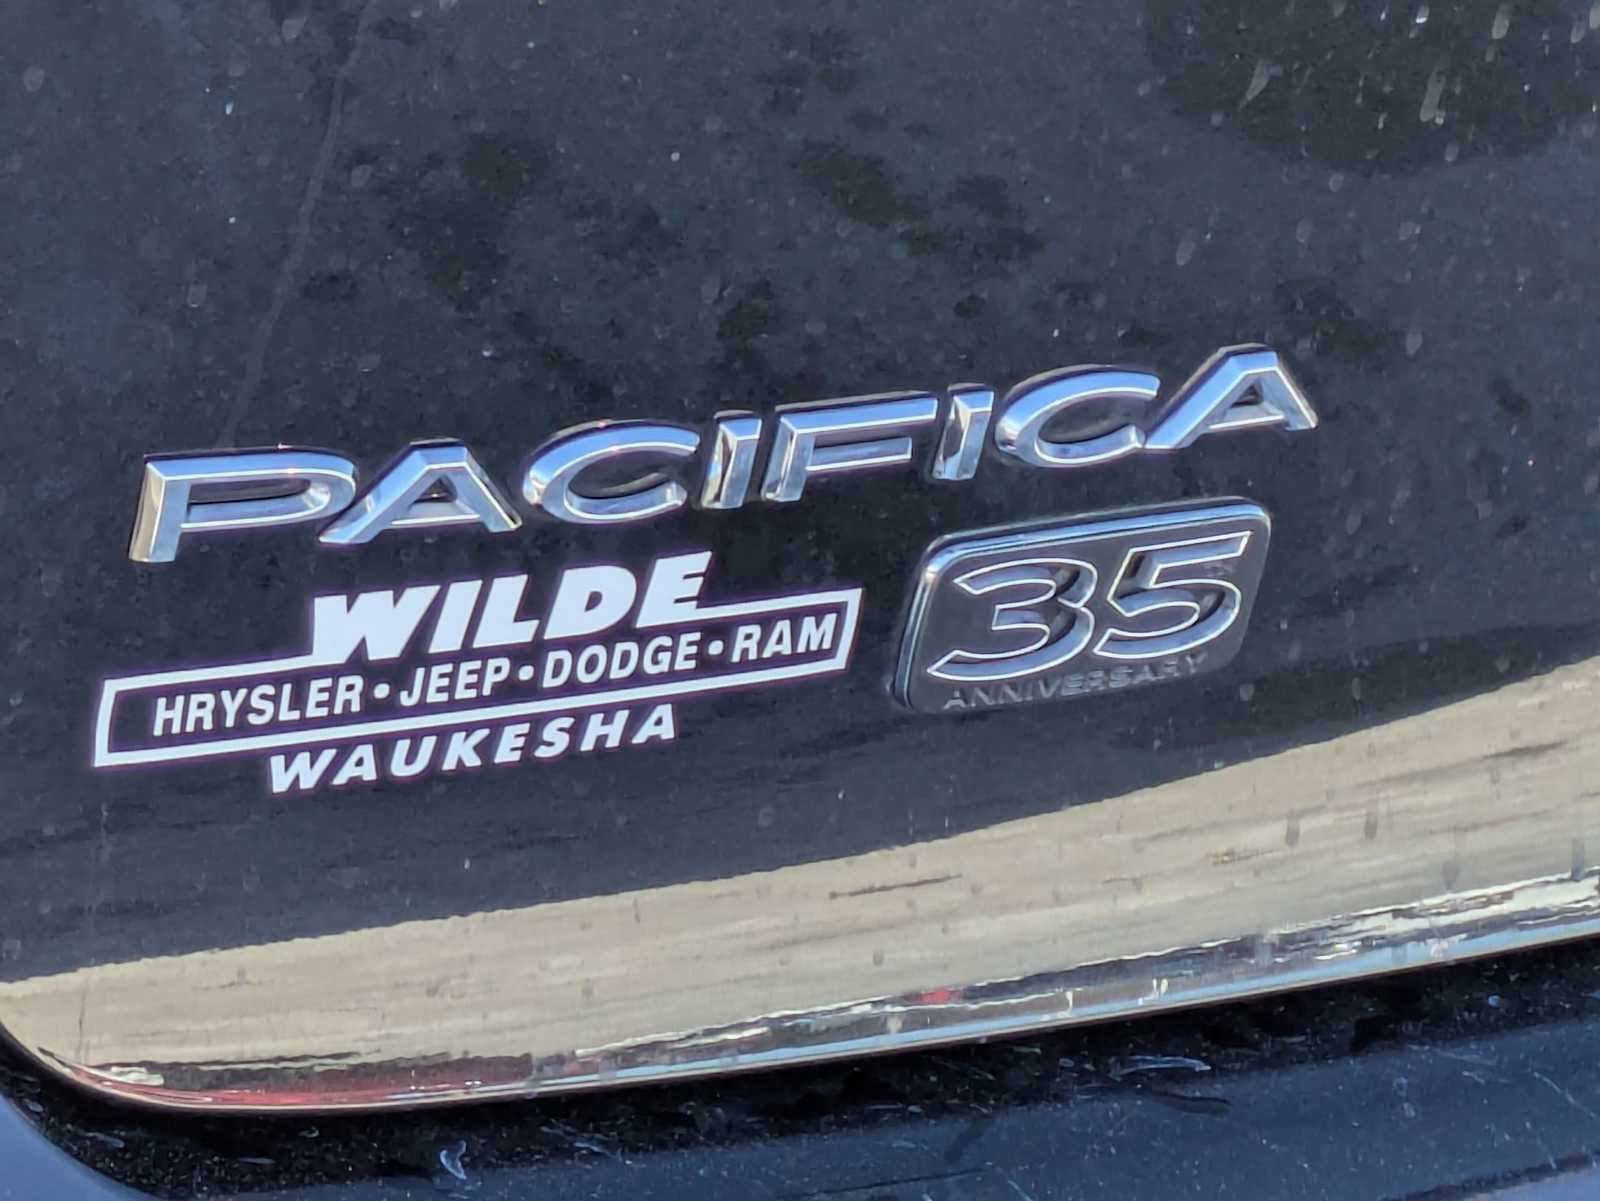 PACIFICA
35
ANNIVERSARY
WILDE
HRYSLER • JEEP • DODGE • RAM
WAUKESHA